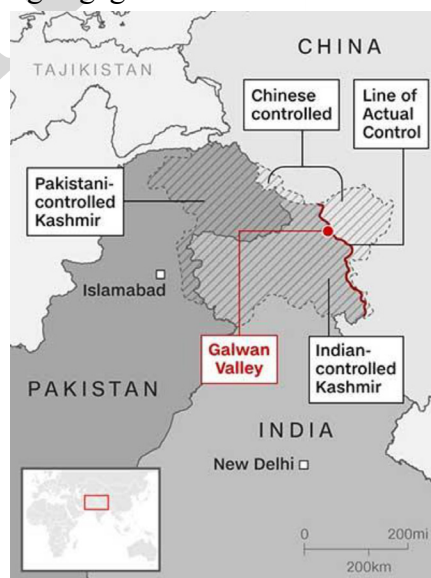 CHINA
TAJIKISTAN
Chinese
controlled
Line of
Actual
Control
Pakistani-
controlled
Kashmir
Islamabad
Galwan
Valley
Indian-
controlled
Kashmir
PAKISTAN
INDIA
New Delhi
0 200mi
200km